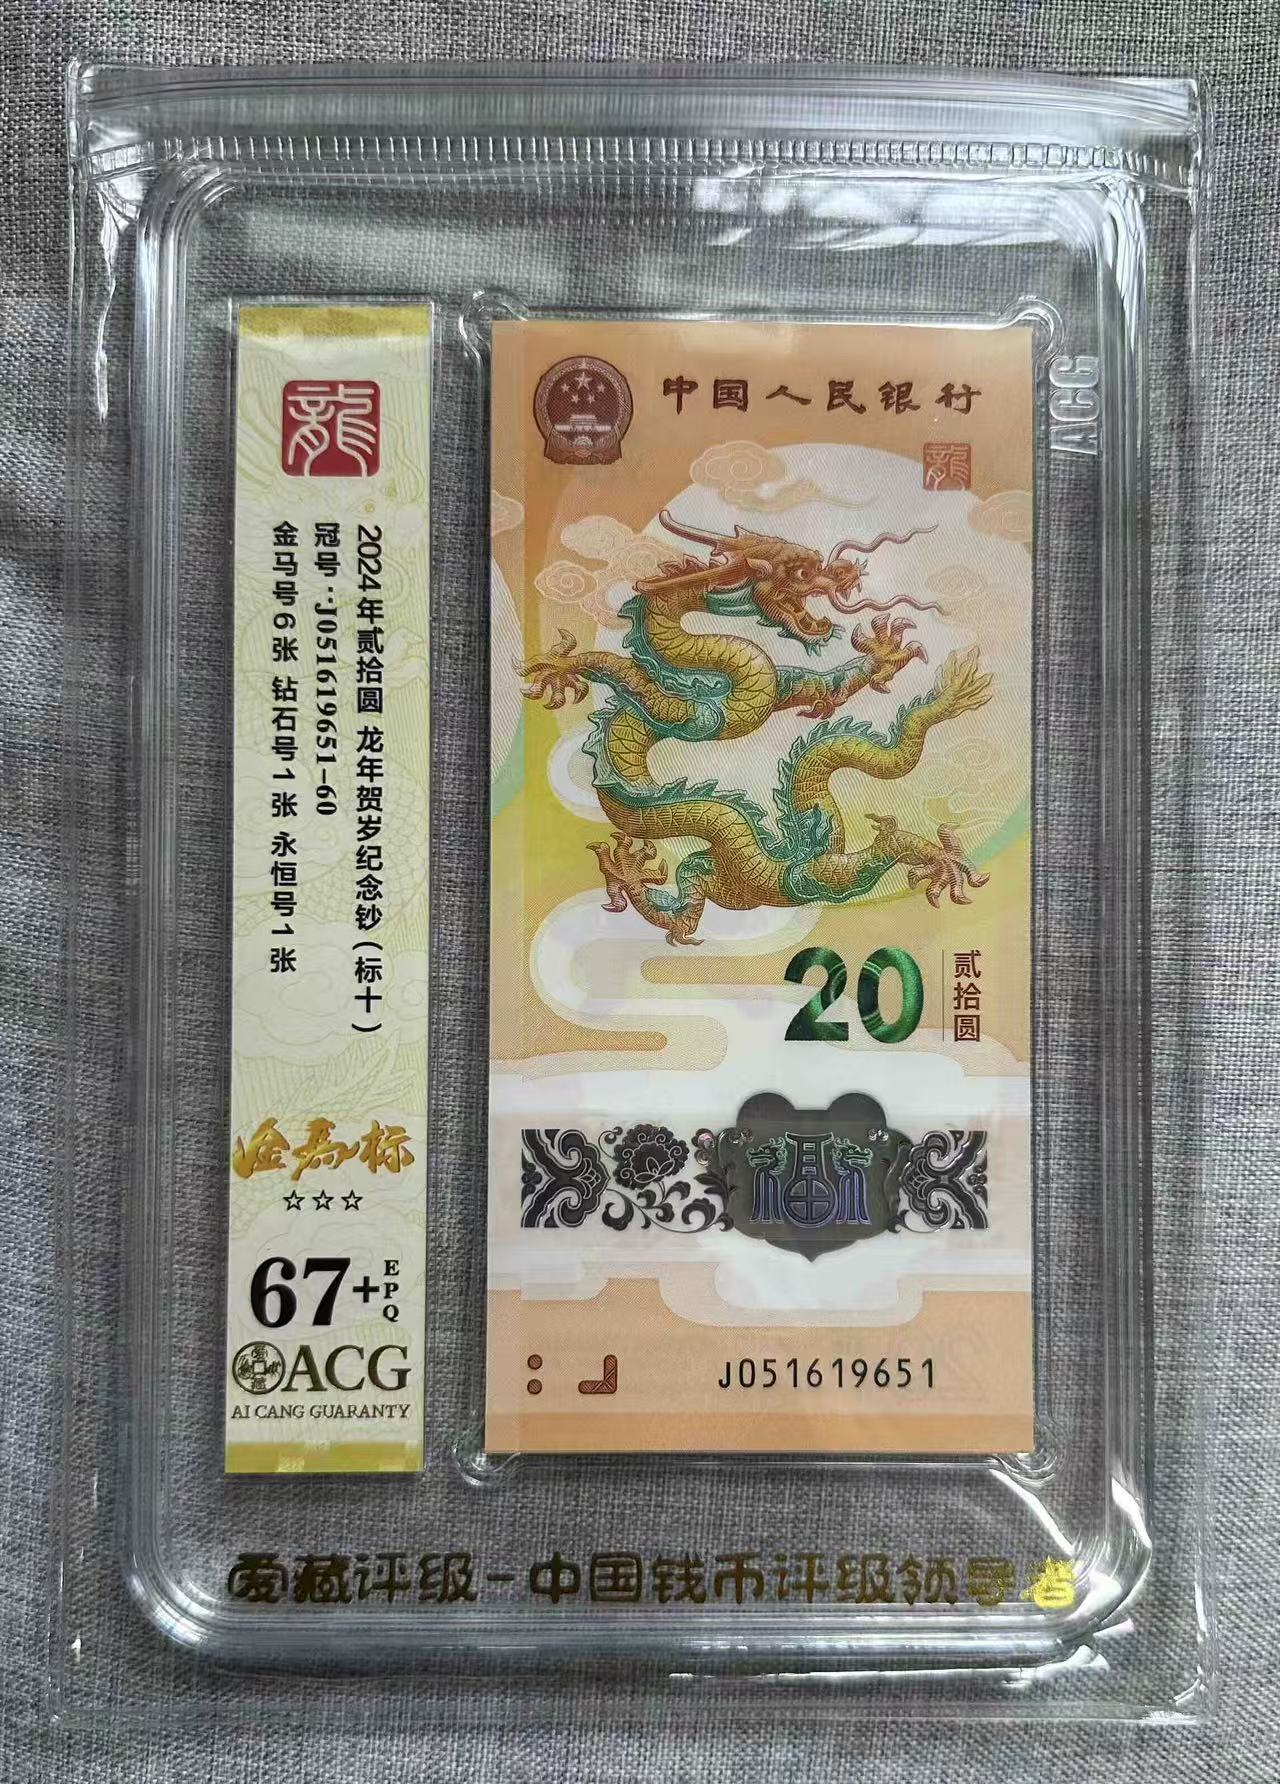 ACG
龍
2024年贰拾圆 龙年贺岁纪念钞(标十)
冠号:J051619651-60
金马号6张 钻石号1张 永恒号1张
金马标
☆☆☆
67+EPQ
ACG
AI CANG GUARANTY
中国人民银行
龍
20
贰拾圆
J051619651
爱藏评级-中国钱币评级领导者